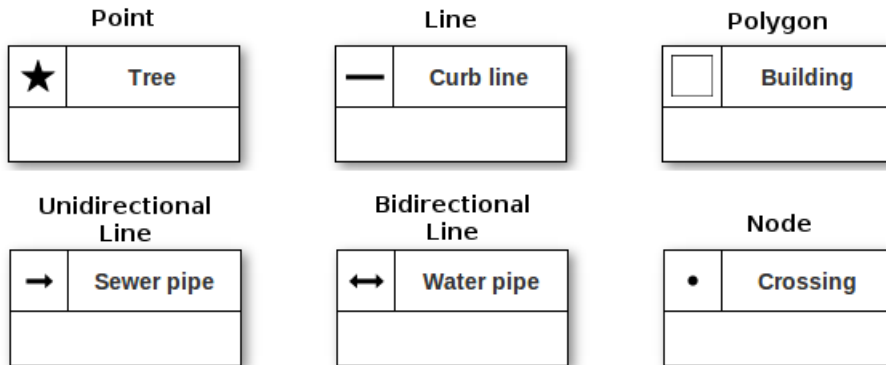 Point
Line
Polygon
Tree
Curb line
Building
Unidirectional
Line
Bidirectional
Line
Node
Sewer pipe
Water pipe
Crossing